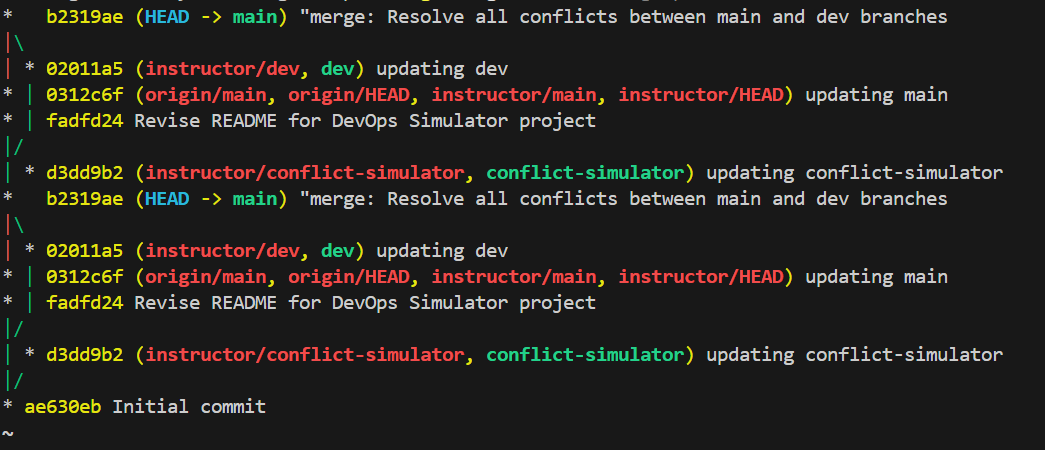 *   b2319ae (HEAD -> main) "merge: Resolve all conflicts between main and dev branches
|\
| * 02011a5 (instructor/dev, dev) updating dev
* | 0312c6f (origin/main, origin/HEAD, instructor/main, instructor/HEAD) updating main
* | fadfd24 Revise README for DevOps Simulator project
|/
| * d3dd9b2 (instructor/conflict-simulator, conflict-simulator) updating conflict-simulator
*   b2319ae (HEAD -> main) "merge: Resolve all conflicts between main and dev branches
|\
| * 02011a5 (instructor/dev, dev) updating dev
* | 0312c6f (origin/main, origin/HEAD, instructor/main, instructor/HEAD) updating main
* | fadfd24 Revise README for DevOps Simulator project
|/
| * d3dd9b2 (instructor/conflict-simulator, conflict-simulator) updating conflict-simulator
|/
* ae630eb Initial commit
~